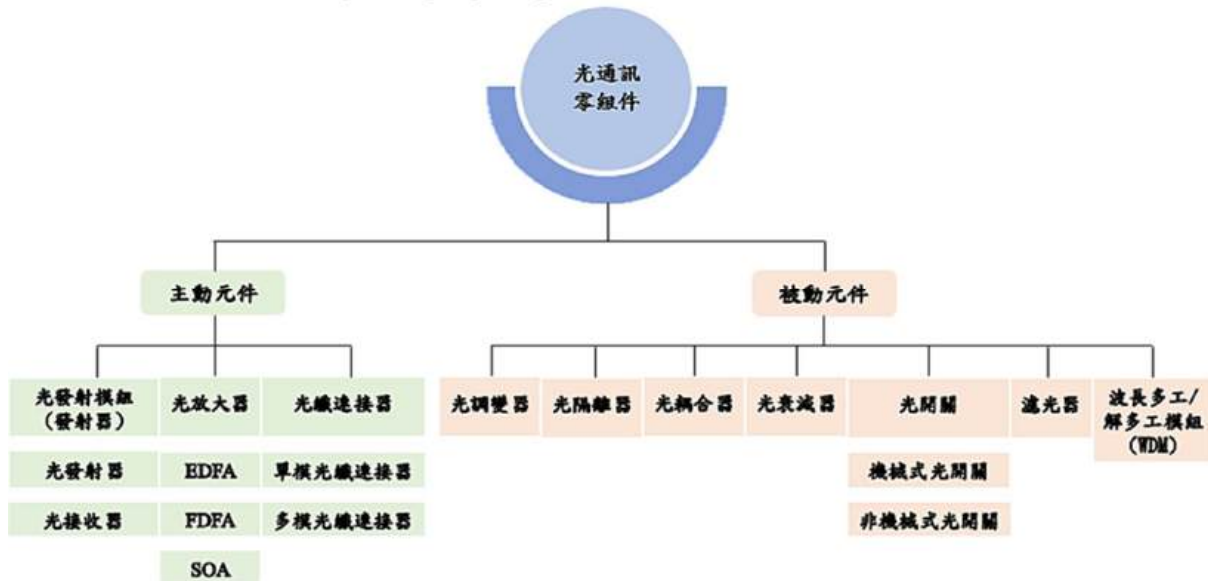 光通訊
零組件
主動元件
被動元件
光發射模組
(發射器)
光放大器
光纖連接器
光調變器
光隔離器
光耦合器
光衰減器
光開關
濾光器
波長多工/
解多工模組
(WDM)
光發射器
EDFA
單模光纖連接器
機械式光開關
光接收器
FDFA
多模光纖連接器
非機械式光開關
SOA